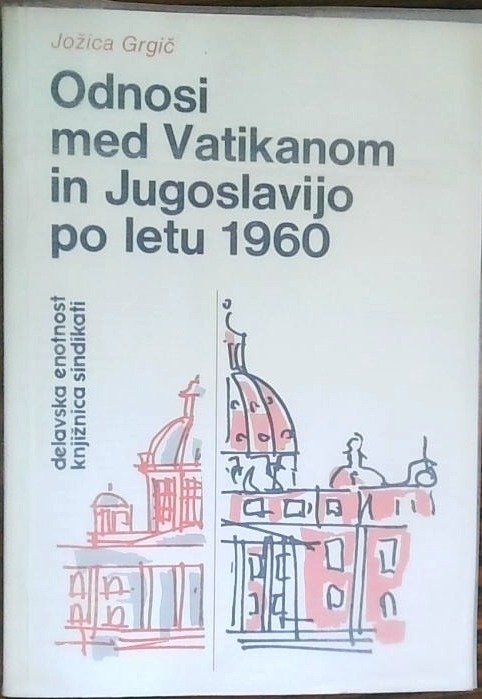 Jožica Grgič
Odnosi
med Vatikanom
in Jugoslavijo
po letu 1960
delavska enotnost
knjižnica sindikati